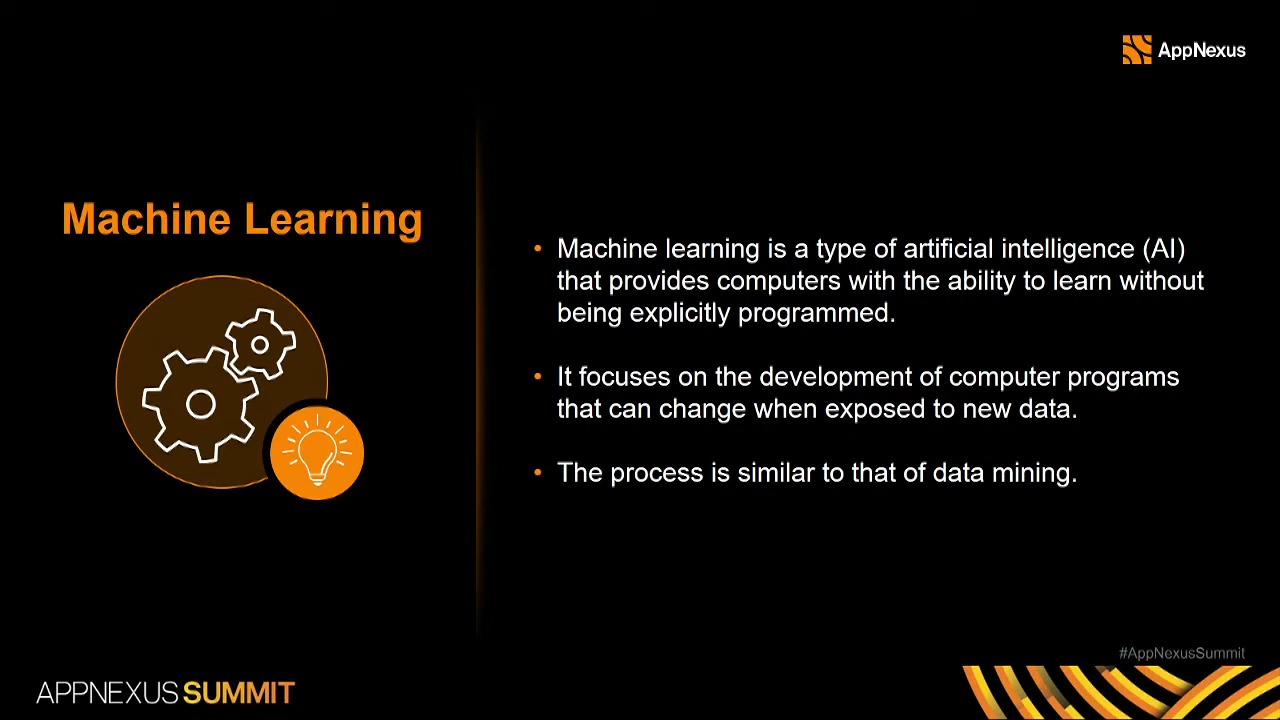 AppNexus
Machine Learning
• Machine learning is a type of artificial intelligence (AI)
that provides computers with the ability to learn without
being explicitly programmed.
• It focuses on the development of computer programs
that can change when exposed to new data.
• The process is similar to that of data mining.
#AppNexusSummit
APPNEXUS SUMMIT